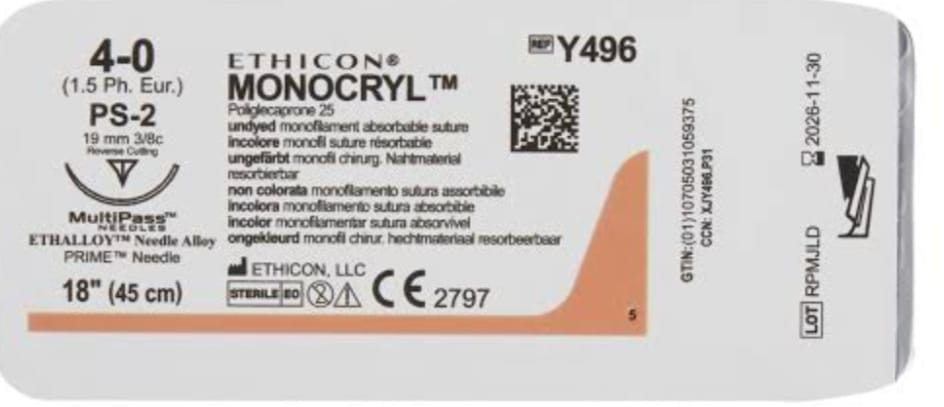 4-0
(1.5 Ph. Eur.)
PS-2
19 mm 3/8c
Reverse Cutting
MultiPass™
NEEDLES
ETHALLOY™ Needle Alloy
PRIME™ Needle
18" (45 cm)
ETHICON®
MONOCRYL™
Poliglecaprone 25
undyed monofilament absorbable suture
incolore monofil suture résorbable
ungefärbt monofil chirurg. Nahtmaterial
resorbierbar
non colorata monofilamento sutura assorbibile
incolora monofilamento sutura absorbible
incolor monofilamentar sutura absorvível
ongekleurd monofil chirur. hechtmateriaal resorbeerbaar
ETHICON, LLC
STERILE EO
2
CE 2797
REF Y496
5
GTIN:(01)10705031059375
CCN: XJY496.P31
2026-11-30
LOT RPMJLD